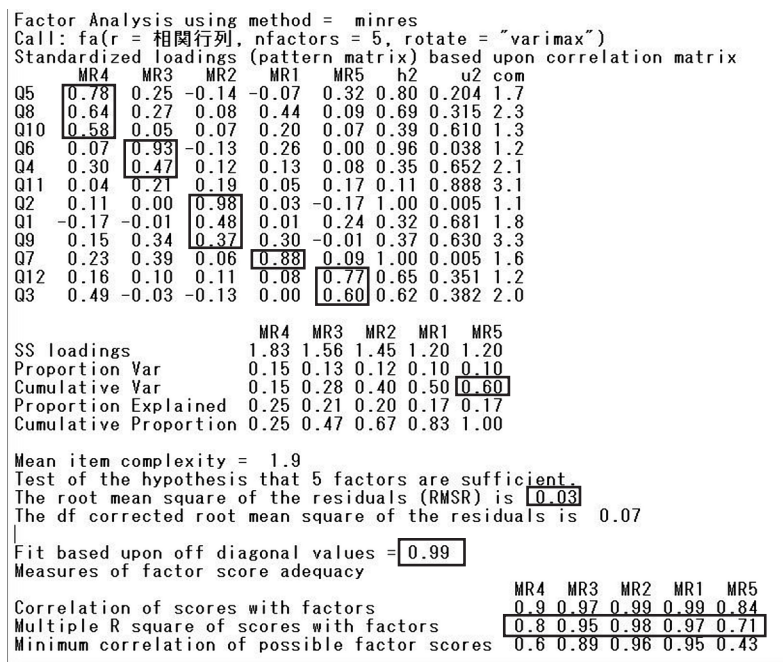 Factor Analysis using method =  minres
Call: fa(r = 相関行列, nfactors = 5, rotate = "varimax")
Standardized loadings (pattern matrix) based upon correlation matrix
MR4 MR3 MR2 MR1 MR5 h2 u2 com
Q5 0.78 0.25 -0.14 -0.07 0.32 0.80 0.204 1.7
Q8 0.64 0.27 0.08 0.44 0.09 0.69 0.315 2.3
Q10 0.58 0.05 0.07 0.20 0.07 0.39 0.610 1.3
Q6 0.07 0.93 -0.13 0.26 0.00 0.96 0.038 1.2
Q4 0.30 0.47 0.12 0.13 0.08 0.35 0.652 2.1
Q11 0.04 0.21 0.19 0.05 0.17 0.11 0.888 3.1
Q2 0.11 0.00 0.98 0.03 -0.17 1.00 0.005 1.1
Q1 -0.17 -0.01 0.48 0.01 0.24 0.32 0.681 1.8
Q9 0.15 0.34 0.37 0.30 -0.01 0.37 0.630 3.3
Q7 0.23 0.39 0.06 0.88 0.09 1.00 0.005 1.6
Q12 0.16 0.10 0.11 0.08 0.77 0.65 0.351 1.2
Q3 0.49 -0.03 -0.13 0.00 0.60 0.62 0.382 2.0
MR4 MR3 MR2 MR1 MR5
SS loadings 1.83 1.56 1.45 1.20 1.20
Proportion Var 0.15 0.13 0.12 0.10 0.10
Cumulative Var 0.15 0.28 0.40 0.50 0.60
Proportion Explained 0.25 0.21 0.20 0.17 0.17
Cumulative Proportion 0.25 0.47 0.67 0.83 1.00
Mean item complexity =  1.9
Test of the hypothesis that 5 factors are sufficient.
The root mean square of the residuals (RMSR) is  0.03
The df corrected root mean square of the residuals is  0.07
Fit based upon off diagonal values = 0.99
Measures of factor score adequacy
MR4 MR3 MR2 MR1 MR5
Correlation of scores with factors 0.9 0.97 0.99 0.99 0.84
Multiple R square of scores with factors 0.8 0.95 0.98 0.97 0.71
Minimum correlation of possible factor scores 0.6 0.89 0.96 0.95 0.43